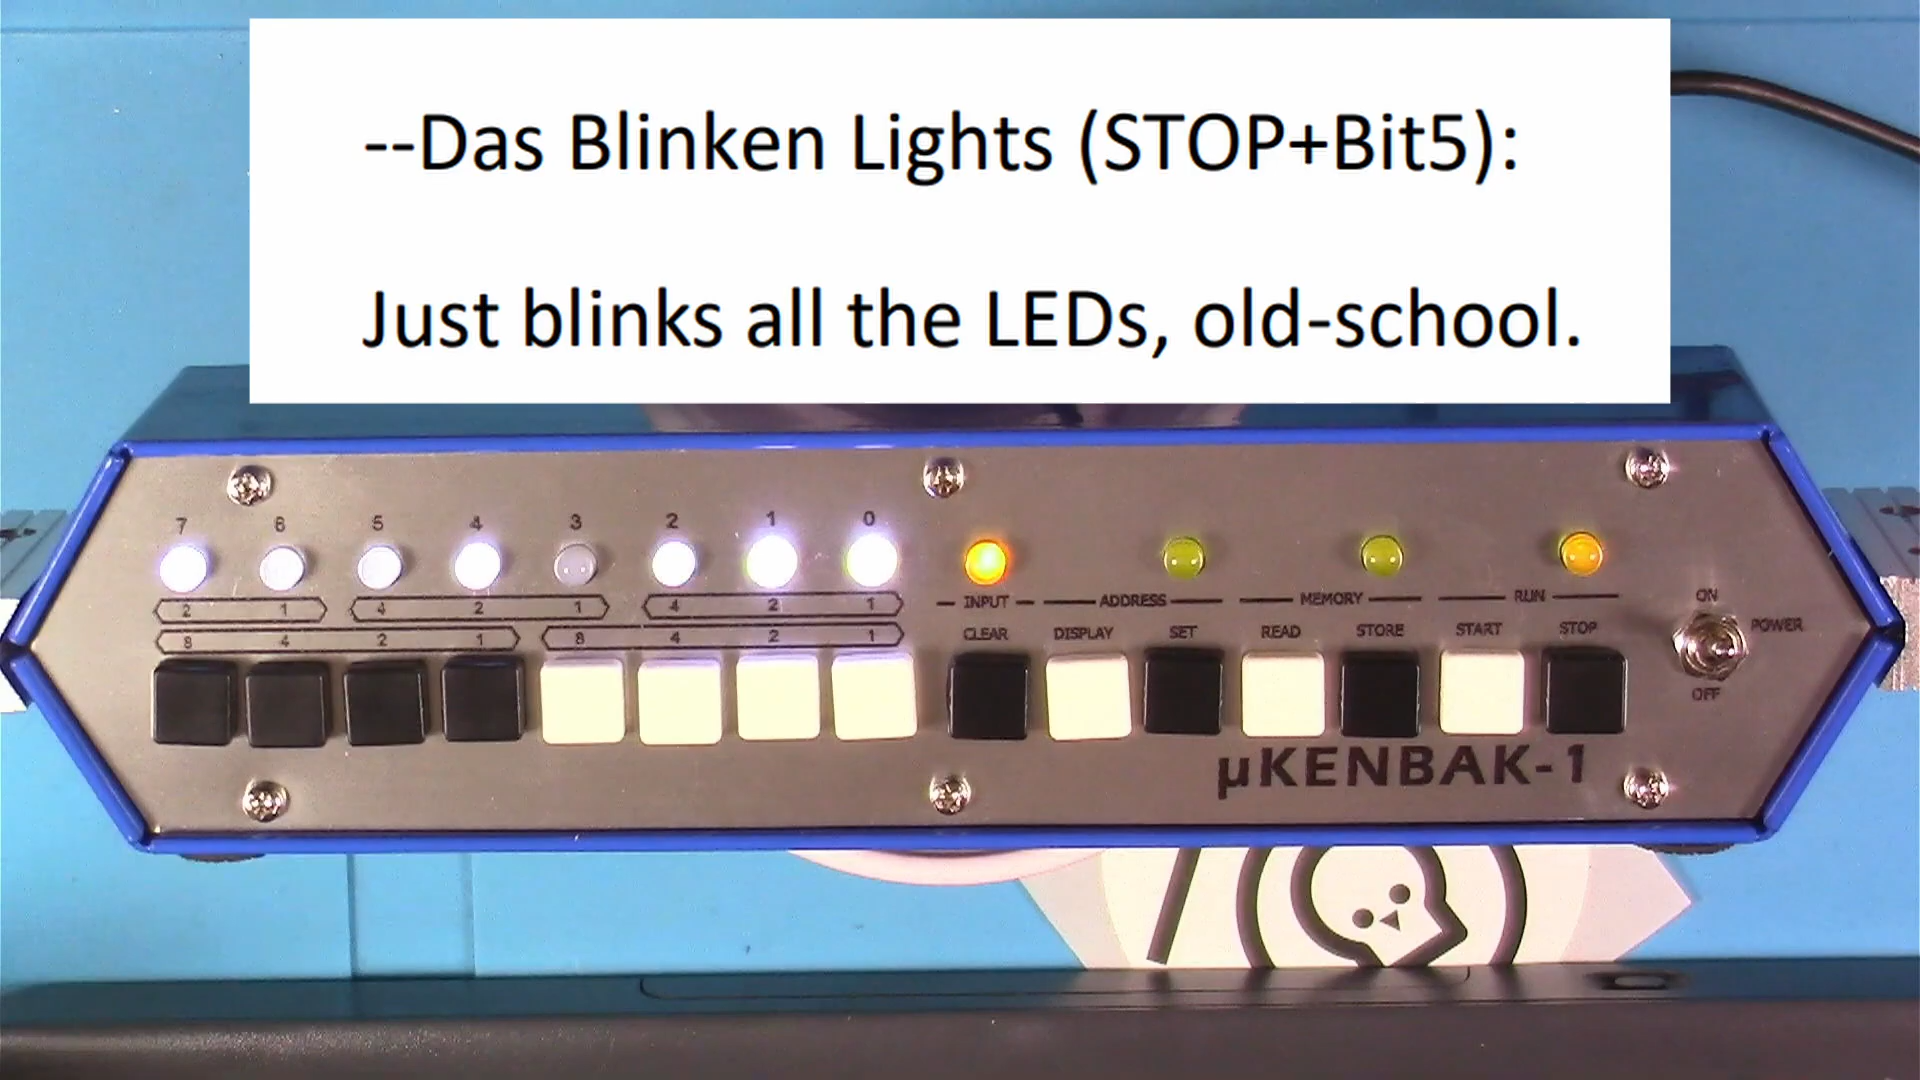 --Das Blinken Lights (STOP+Bit5):
Just blinks all the LEDs, old-school.
7 6 5 4 3 2 1 0
2 1 4 2 1 4 2 1
INPUT ADDRESS MEMORY RUN
ON
8 4 2 1 8 4 2 1
CLEAR DISPLAY SET READ STORE START STOP
POWER
OFF
µKENBAK-1